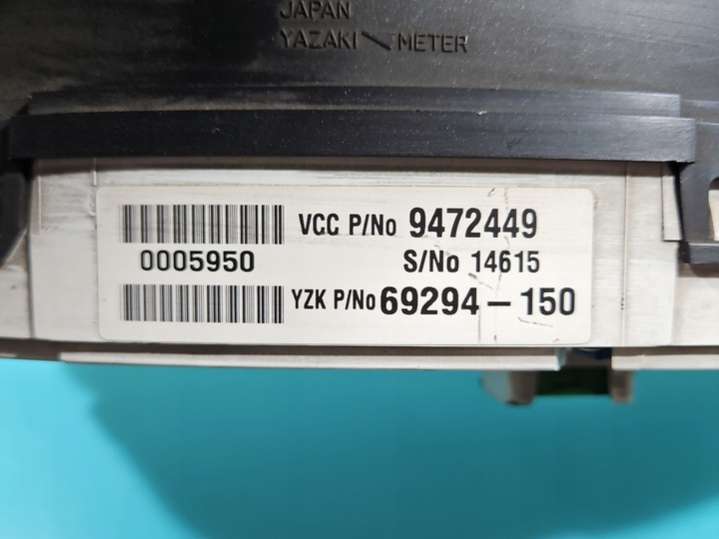 JAPAN
YAZAKI METER
VCC P/No 9472449
0005950 S/No 14615
YZK P/No 69294-150